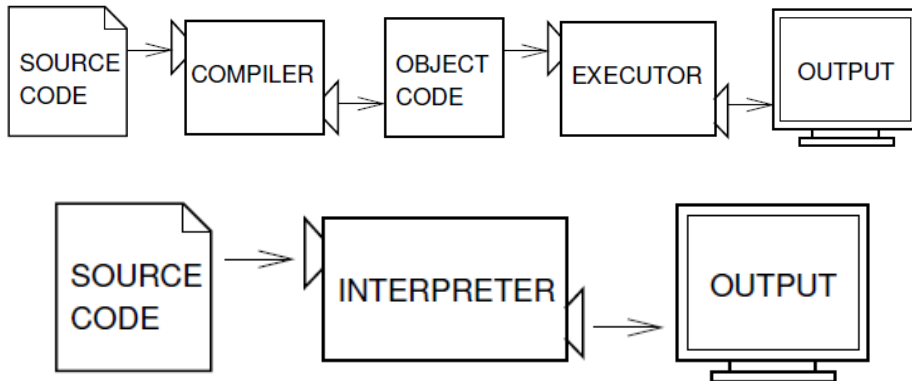 SOURCE
CODE
COMPILER
OBJECT
CODE
EXECUTOR
OUTPUT
SOURCE
CODE
INTERPRETER
OUTPUT